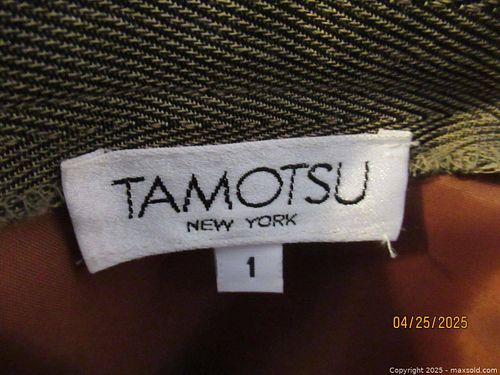 TAMOTSU
NEW YORK
1
04/25/2025
Copyright 2025 - maxsold.com